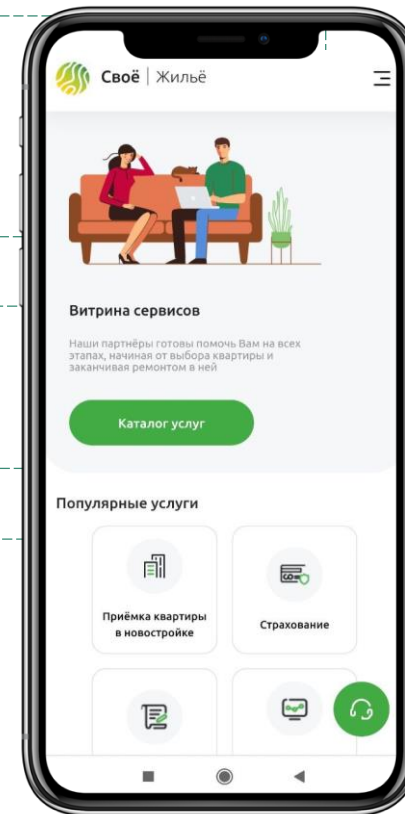 Своё | Жильё
Витрина сервисов
Наши партнёры готовы помочь Вам на всех
этапах, начиная от выбора квартиры и
заканчивая ремонтом в ней
Каталог услуг
Популярные услуги
Приёмка квартиры
в новостройке
Страхование